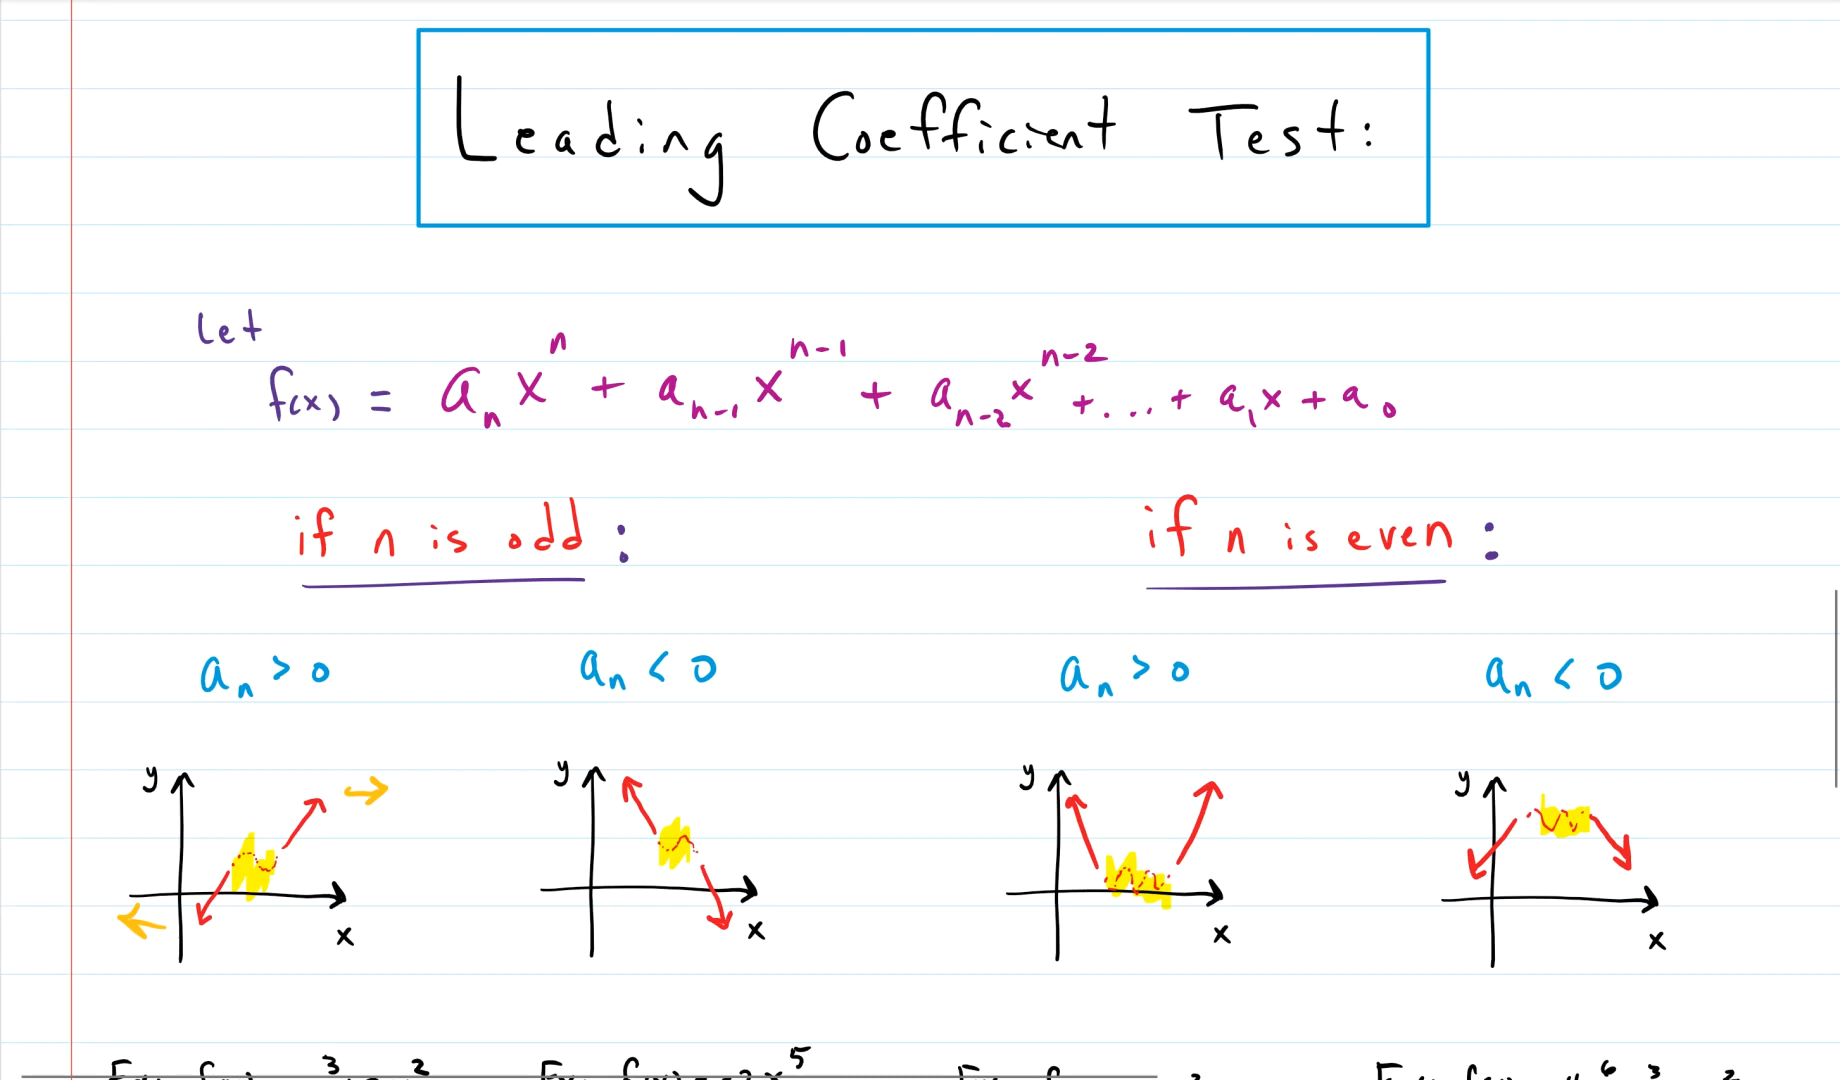 Leading Coefficient Test:
Let
f(x) = aₙxⁿ + aₙ₋₁xⁿ⁻¹ + aₙ₋₂xⁿ⁻² + ... + a₁x + a₀
if n is odd : if n is even :
aₙ > 0 aₙ < 0 aₙ > 0 aₙ < 0
y y y y
x x x x